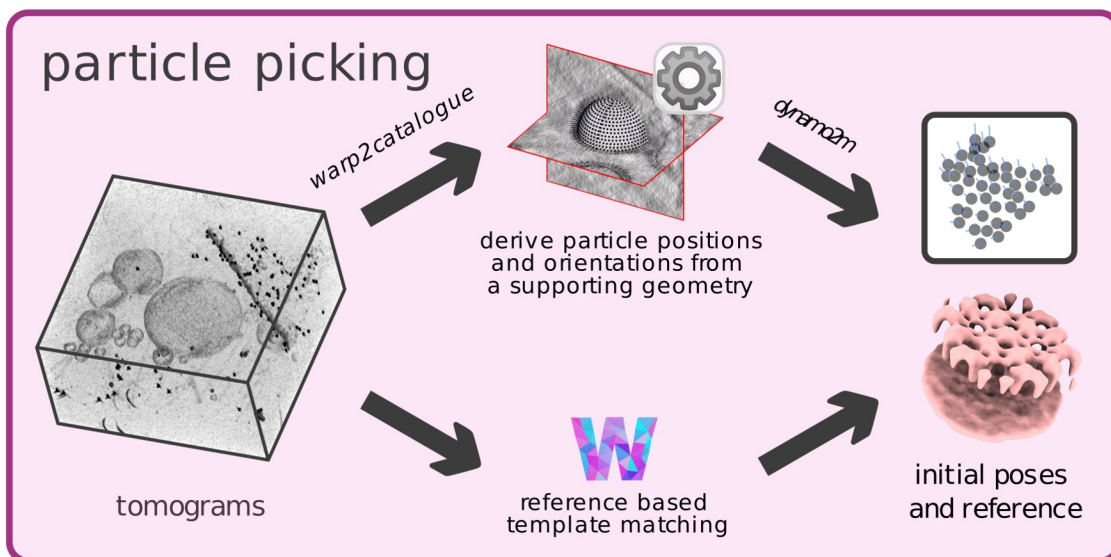 particle picking
warp2catalogue
dynamo2m
derive particle positions
and orientations from
a supporting geometry
tomograms
W
reference based
template matching
initial poses
and reference